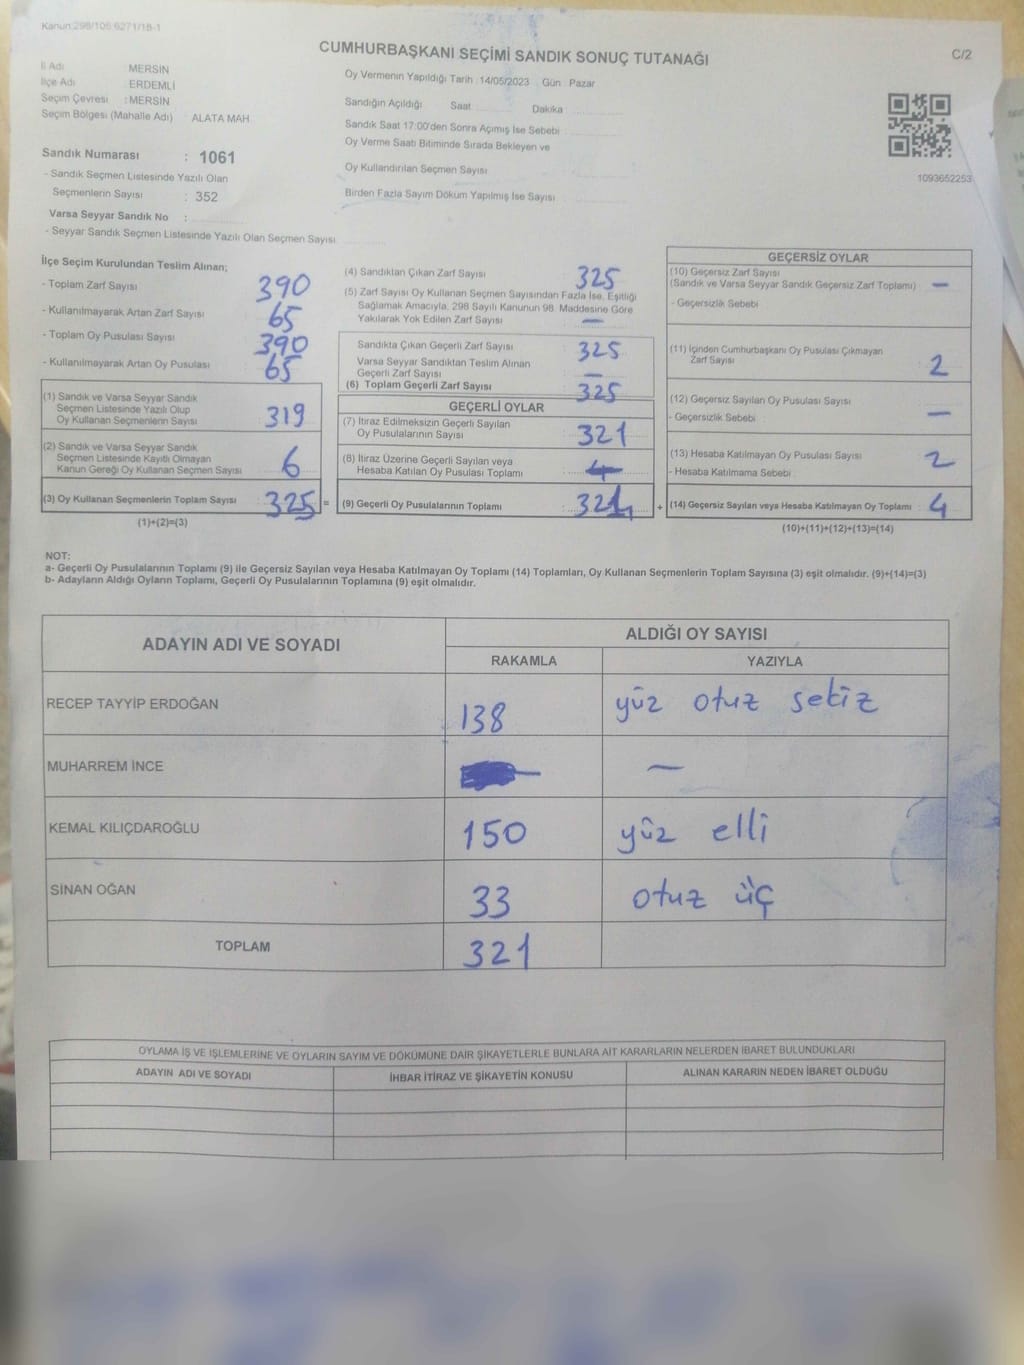 Kanun:298/106.6271/18-1
CUMHURBAŞKANI SEÇİMİ SANDIK SONUÇ TUTANAĞI
C/2
İl Adı : MERSİN
İlçe Adı : ERDEMLİ
Seçim Çevresi : MERSİN
Seçim Bölgesi (Mahalle Adı) : ALATA MAH.
Sandık Numarası : 1061
- Sandık Seçmen Listesinde Yazılı Olan
Seçmenlerin Sayısı : 352
Varsa Seyyar Sandık No :
- Seyyar Sandık Seçmen Listesinde Yazılı Olan Seçmen Sayısı
Oy Vermenin Yapıldığı Tarih : 14/05/2023 Gün : Pazar
Sandığın Açıldığı Saat Dakika
Sandık Saat 17:00'den Sonra Açımış İse Sebebi
Oy Verme Saati Bitiminde Sırada Bekleyen ve
Oy Kullandırılan Seçmen Sayısı
Birden Fazla Sayım Döküm Yapılmış İse Sayısı
1093652253
İlçe Seçim Kurulundan Teslim Alınan;
- Toplam Zarf Sayısı 390
- Kullanılmayarak Artan Zarf Sayısı 65
- Toplam Oy Pusulası Sayısı 390
- Kullanılmayarak Artan Oy Pusulası 65
(1) Sandık ve Varsa Seyyar Sandık
Seçmen Listesinde Yazılı Olup
Oy Kullanan Seçmenlerin Sayısı 319
(2) Sandık ve Varsa Seyyar Sandık
Seçmen Listesinde Kayıtlı Olmayan
Kanun Gereği Oy Kullanan Seçmen Sayısı 6
(3) Oy Kullanan Seçmenlerin Toplam Sayısı 325 =
(1)+(2)=(3)
(4) Sandıktan Çıkan Zarf Sayısı 325
(5) Zarf Sayısı Oy Kullanan Seçmen Sayısından Fazla İse, Eşitliği
Sağlamak Amacıyla, 298 Sayılı Kanunun 98. Maddesine Göre
Yakılarak Yok Edilen Zarf Sayısı —
Sandıkta Çıkan Geçerli Zarf Sayısı 325
Varsa Seyyar Sandıktan Teslim Alınan
Geçerli Zarf Sayısı —
(6) Toplam Geçerli Zarf Sayısı 325
GEÇERLİ OYLAR
(7) İtiraz Edilmeksizin Geçerli Sayılan
Oy Pusulalarının Sayısı 321
(8) İtiraz Üzerine Geçerli Sayılan veya
Hesaba Katılan Oy Pusulası Toplamı
(9) Geçerli Oy Pusulalarının Toplamı 321 +
GEÇERSİZ OYLAR
(10) Geçersiz Zarf Sayısı
(Sandık ve Varsa Seyyar Sandık Geçersiz Zarf Toplamı) —
- Geçersizlik Sebebi
(11) İçinden Cumhurbaşkanı Oy Pusulası Çıkmayan
Zarf Sayısı 2
(12) Geçersiz Sayılan Oy Pusulası Sayısı —
- Geçersizlik Sebebi
(13) Hesaba Katılmayan Oy Pusulası Sayısı 2
- Hesaba Katılmama Sebebi
(14) Geçersiz Sayılan veya Hesaba Katılmayan Oy Toplamı 4
(10)+(11)+(12)+(13)=(14)
NOT:
a- Geçerli Oy Pusulalarının Toplamı (9) ile Geçersiz Sayılan veya Hesaba Katılmayan Oy Toplamı (14) Toplamları, Oy Kullanan Seçmenlerin Toplam Sayısına (3) eşit olmalıdır. (9)+(14)=(3)
b- Adayların Aldığı Oyların Toplamı, Geçerli Oy Pusulalarının Toplamına (9) eşit olmalıdır.
ADAYIN ADI VE SOYADI ALDIĞI OY SAYISI
RAKAMLA YAZIYLA
RECEP TAYYİP ERDOĞAN 138 yüz otuz sekiz
MUHARREM İNCE — —
KEMAL KILIÇDAROĞLU 150 yüz elli
SİNAN OĞAN 33 otuz üç
TOPLAM 321
OYLAMA İŞ VE İŞLEMLERİNE VE OYLARIN SAYIM VE DÖKÜMÜNE DAİR ŞİKAYETLERLE BUNLARA AİT KARARLARIN NELERDEN İBARET BULUNDUKLARI
ADAYIN ADI VE SOYADI İHBAR İTİRAZ VE ŞİKAYETİN KONUSU ALINAN KARARIN NEDEN İBARET OLDUĞU